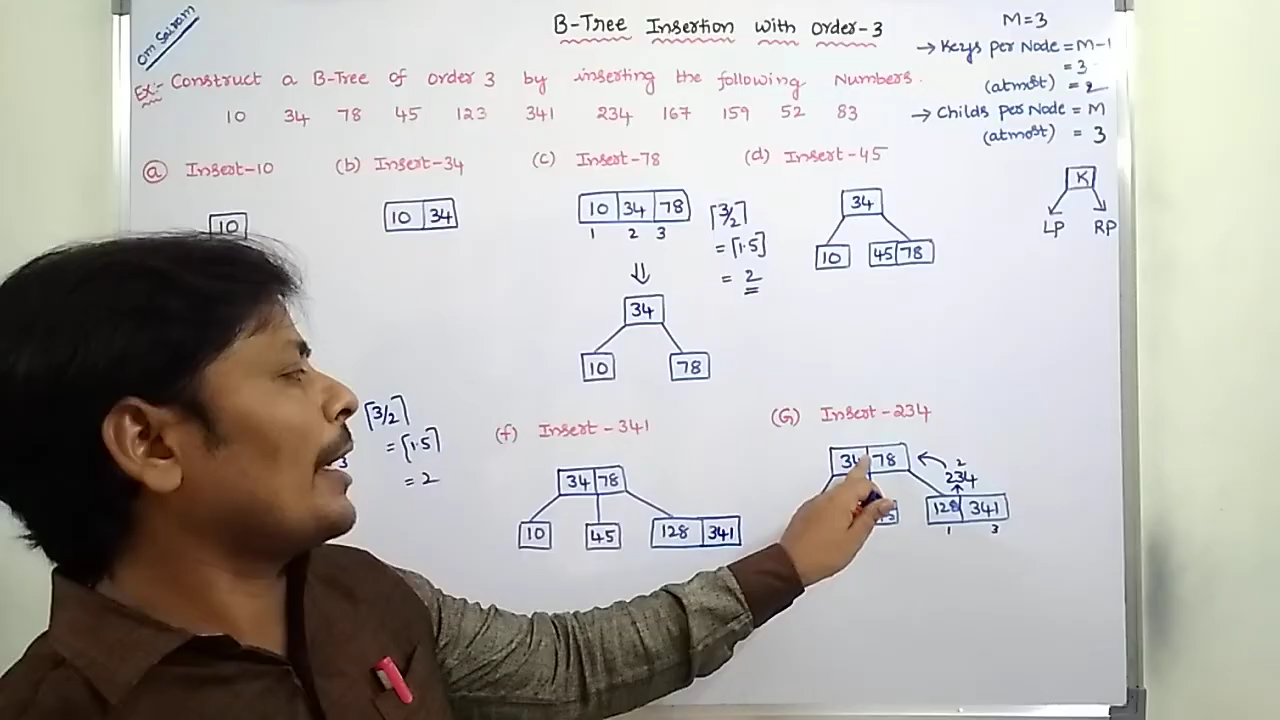 Om Sairam
B-Tree Insertion with order-3
M=3
→ Keys per Node = M-1
= 3
(atmost) = 2
→ Childs per Node = M
(atmost) = 3
Ex:- Construct a B-Tree of order 3 by inserting the following Numbers.
10 34 78 45 123 341 234 167 159 52 83
(a) Insert-10
(b) Insert-34
(c) Insert-78
(d) Insert-45
10
10 34
10 34 78
1 2 3
⌈3/2⌉
= ⌈1.5⌉
= 2
⇓
34
10 78
34
10 45 78
K
LP RP
3
⌈3/2⌉
= ⌈1.5⌉
= 2
(f) Insert-341
34 78
10 45 128 341
(G) Insert-234
34 78
2
234
128 341
1 3